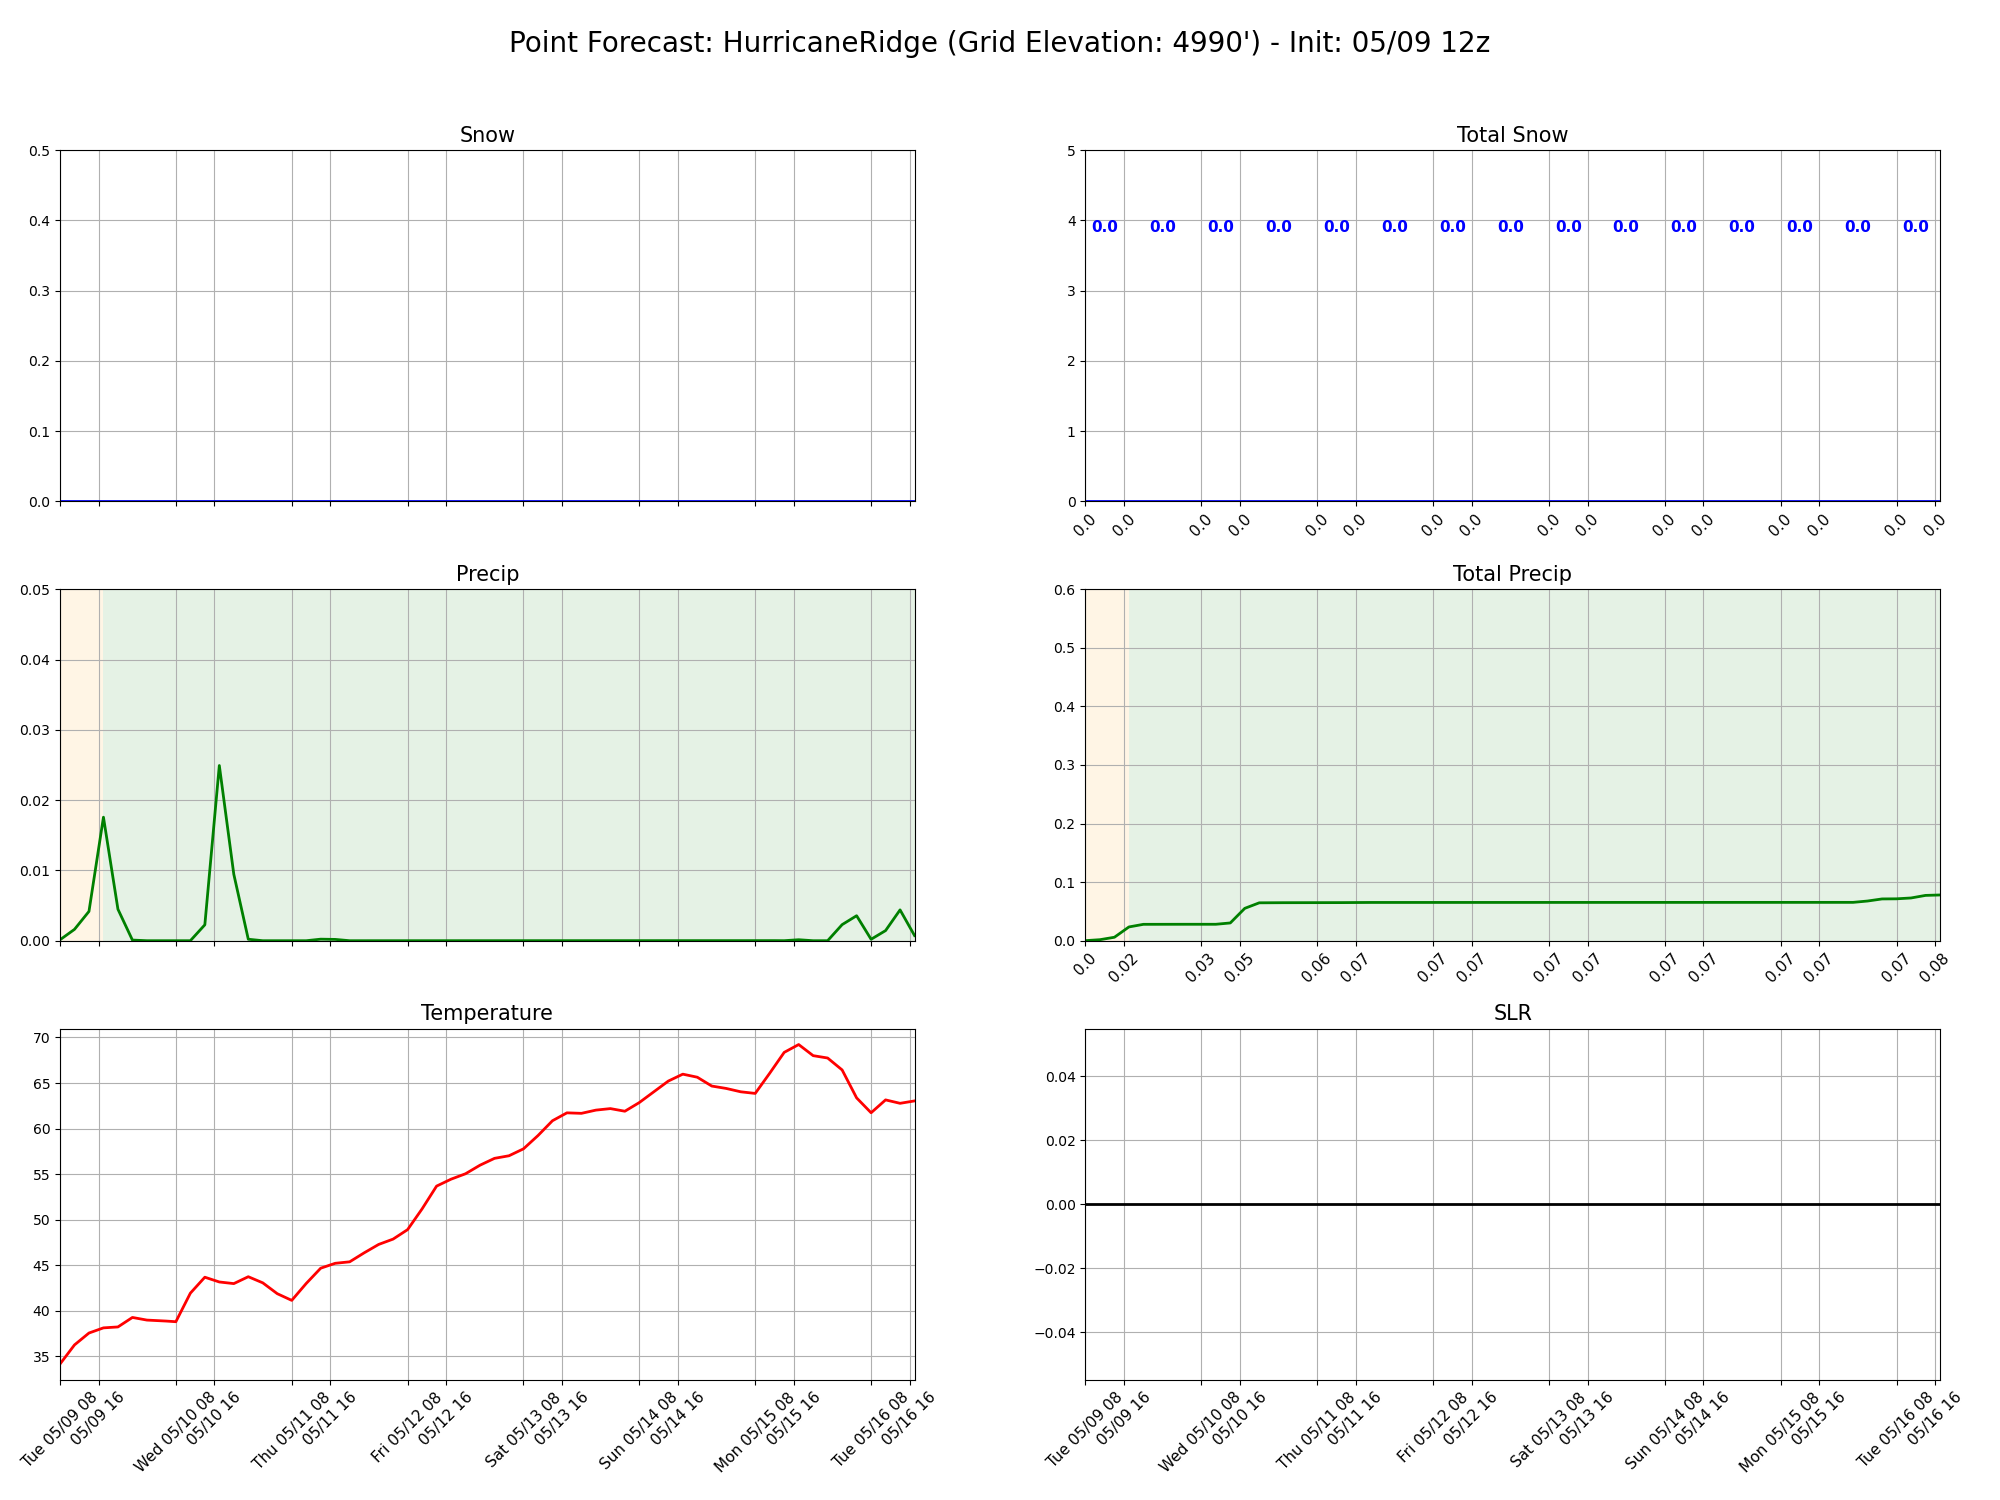 Point Forecast: HurricaneRidge (Grid Elevation: 4990') - Init: 05/09 12z
Snow
0.5
0.4
0.3
0.2
0.1
0.0
Total Snow
5
4
3
2
1
0
0.0 0.0 0.0 0.0 0.0 0.0 0.0 0.0 0.0 0.0 0.0 0.0 0.0 0.0 0.0
0.0 0.0 0.0 0.0 0.0 0.0 0.0 0.0 0.0 0.0 0.0 0.0 0.0 0.0 0.0 0.0
Precip
0.05
0.04
0.03
0.02
0.01
0.00
Total Precip
0.6
0.5
0.4
0.3
0.2
0.1
0.0
0.0 0.02 0.03 0.05 0.06 0.07 0.07 0.07 0.07 0.07 0.07 0.07 0.07 0.07 0.07 0.08
Temperature
70
65
60
55
50
45
40
35
Tue 05/09 08
05/09 16
Wed 05/10 08
05/10 16
Thu 05/11 08
05/11 16
Fri 05/12 08
05/12 16
Sat 05/13 08
05/13 16
Sun 05/14 08
05/14 16
Mon 05/15 08
05/15 16
Tue 05/16 08
05/16 16
SLR
0.04
0.02
0.00
−0.02
−0.04
Tue 05/09 08
05/09 16
Wed 05/10 08
05/10 16
Thu 05/11 08
05/11 16
Fri 05/12 08
05/12 16
Sat 05/13 08
05/13 16
Sun 05/14 08
05/14 16
Mon 05/15 08
05/15 16
Tue 05/16 08
05/16 16